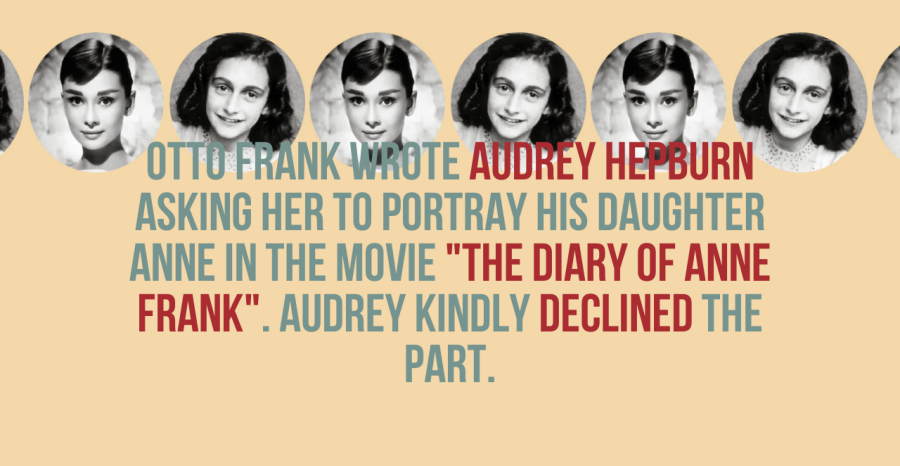 OTTO FRANK WROTE AUDREY HEPBURN
ASKING HER TO PORTRAY HIS DAUGHTER
ANNE IN THE MOVIE "THE DIARY OF ANNE
FRANK". AUDREY KINDLY DECLINED THE
PART.